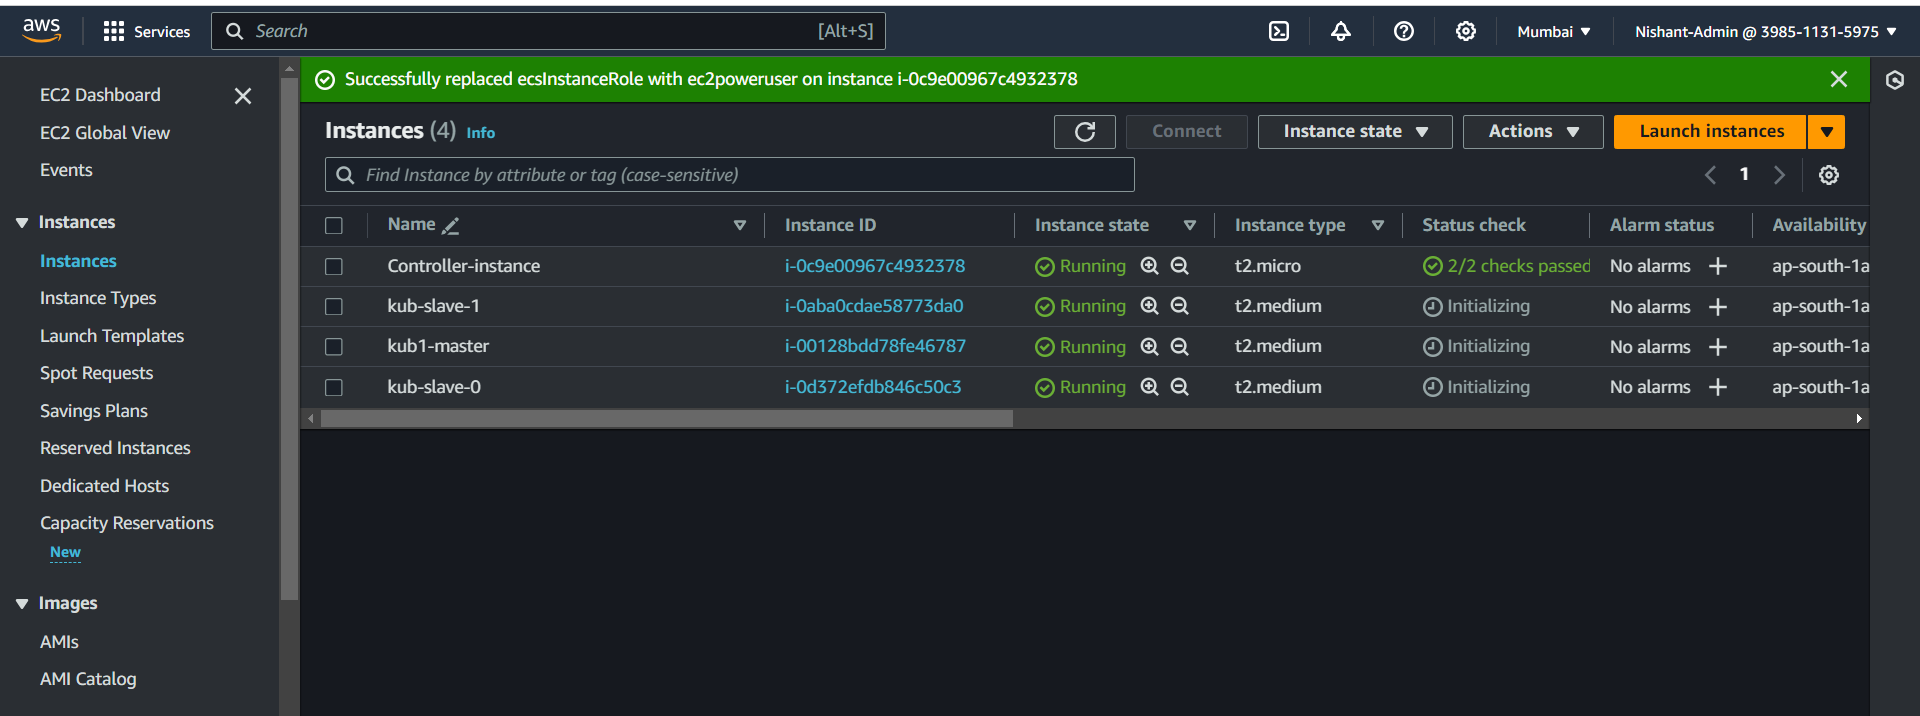 aws
Services
Search
[Alt+S]
Mumbai
Nishant-Admin @ 3985-1131-5975
EC2 Dashboard
EC2 Global View
Events
Instances
Instances
Instance Types
Launch Templates
Spot Requests
Savings Plans
Reserved Instances
Dedicated Hosts
Capacity Reservations
New
Images
AMIs
AMI Catalog
Successfully replaced ecsInstanceRole with ec2poweruser on instance i-0c9e00967c4932378
Instances (4) Info
Connect
Instance state
Actions
Launch instances
Find Instance by attribute or tag (case-sensitive)
1
Name Instance ID Instance state Instance type Status check Alarm status Availability
Controller-instance i-0c9e00967c4932378 Running t2.micro 2/2 checks passed No alarms + ap-south-1a
kub-slave-1 i-0aba0cdae58773da0 Running t2.medium Initializing No alarms + ap-south-1a
kub1-master i-00128bdd78fe46787 Running t2.medium Initializing No alarms + ap-south-1a
kub-slave-0 i-0d372efdb846c50c3 Running t2.medium Initializing No alarms + ap-south-1a